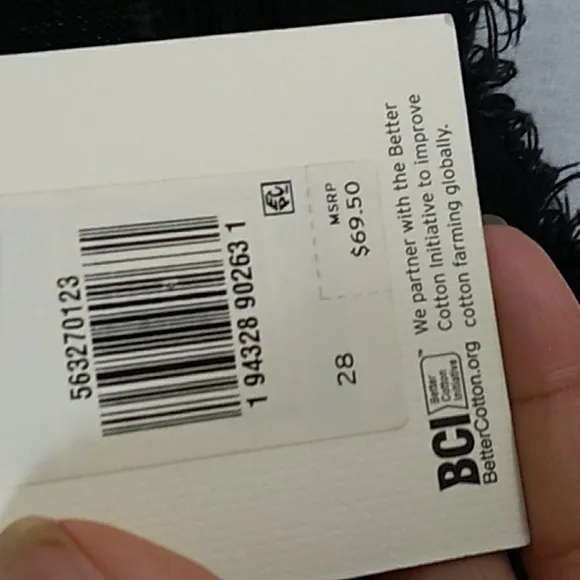 563270123
1 94328 90263 1
MSRP
$69.50
28
We partner with the Better
Cotton Initiative to improve
cotton farming globally.
BCI
Better
Cotton
Initiative
™
BetterCotton.org